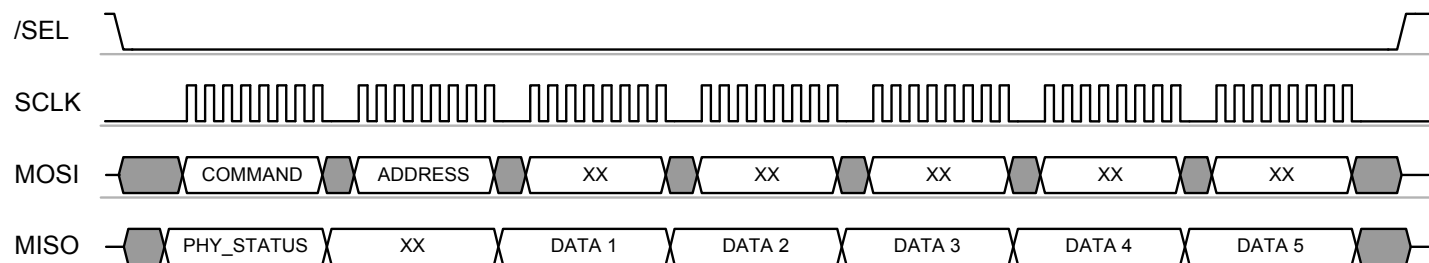 /SEL
SCLK
MOSI COMMAND ADDRESS XX XX XX XX XX
MISO PHY_STATUS XX DATA 1 DATA 2 DATA 3 DATA 4 DATA 5